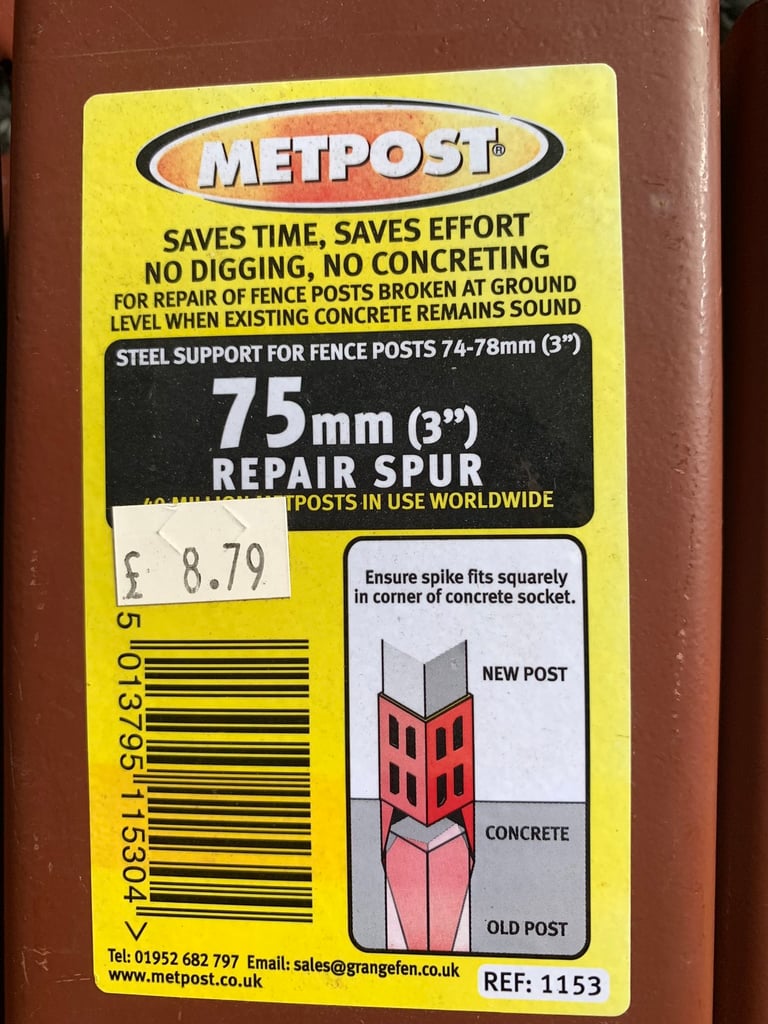 METPOST®
SAVES TIME, SAVES EFFORT
NO DIGGING, NO CONCRETING
FOR REPAIR OF FENCE POSTS BROKEN AT GROUND
LEVEL WHEN EXISTING CONCRETE REMAINS SOUND
STEEL SUPPORT FOR FENCE POSTS 74-78mm (3”)
75mm (3”)
REPAIR SPUR
40 MILLION METPOSTS IN USE WORLDWIDE
£ 8.79
5 013795 115304 >
Ensure spike fits squarely
in corner of concrete socket.
NEW POST
CONCRETE
OLD POST
Tel: 01952 682 797 Email: sales@grangefen.co.uk
www.metpost.co.uk
REF: 1153